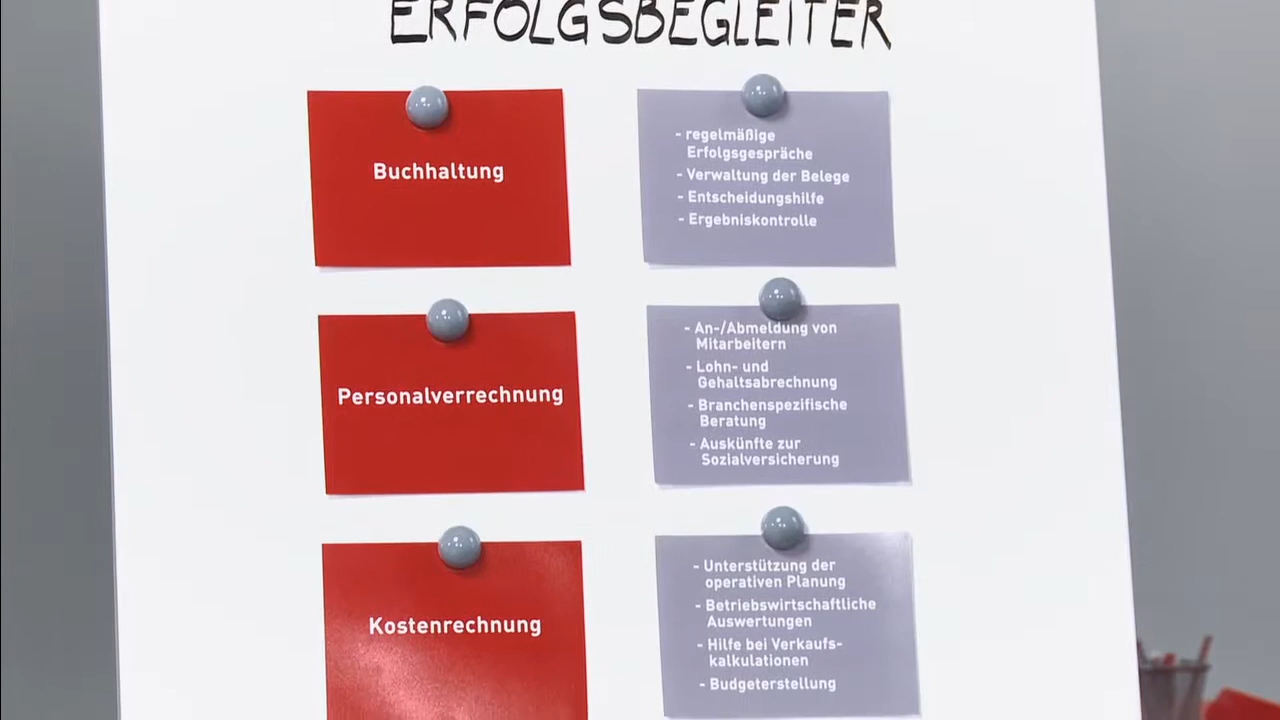 ERFOLGSBEGLEITER
Buchhaltung
- regelmäßige
Erfolgsgespräche
- Verwaltung der Belege
- Entscheidungshilfe
- Ergebniskontrolle
Personalverrechnung
- An-/Abmeldung von
Mitarbeitern
- Lohn- und
Gehaltsabrechnung
- Branchenspezifische
Beratung
- Auskünfte zur
Sozialversicherung
Kostenrechnung
- Unterstützung der
operativen Planung
- Betriebswirtschaftliche
Auswertungen
- Hilfe bei Verkaufs-
kalkulationen
- Budgeterstellung